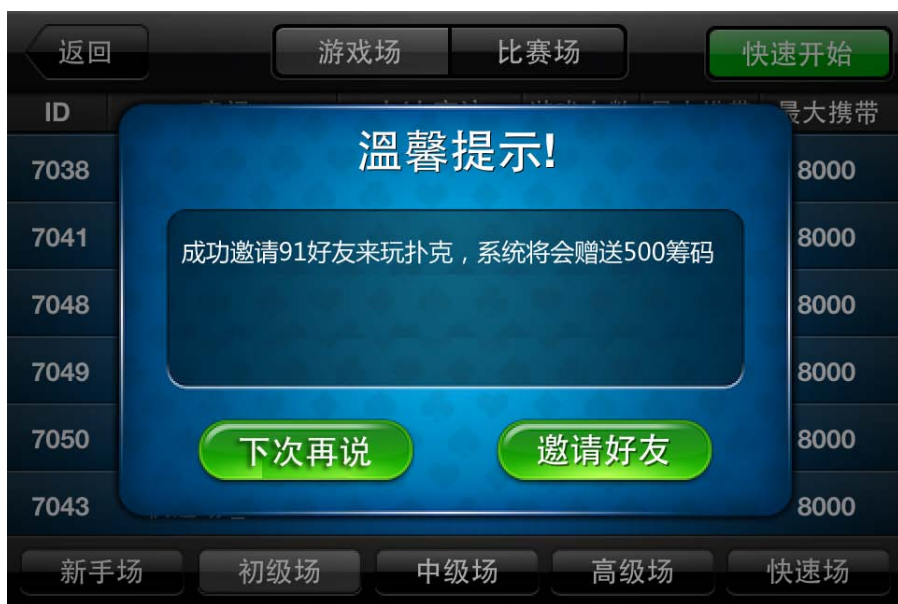 返回
游戏场 比赛场
快速开始
ID
最大携带
溫馨提示!
7038 8000
7041 8000
成功邀请91好友来玩扑克，系统将会赠送500筹码
7048 8000
7049 8000
7050 8000
下次再说 邀请好友
7043 8000
新手场 初级场 中级场 高级场 快速场